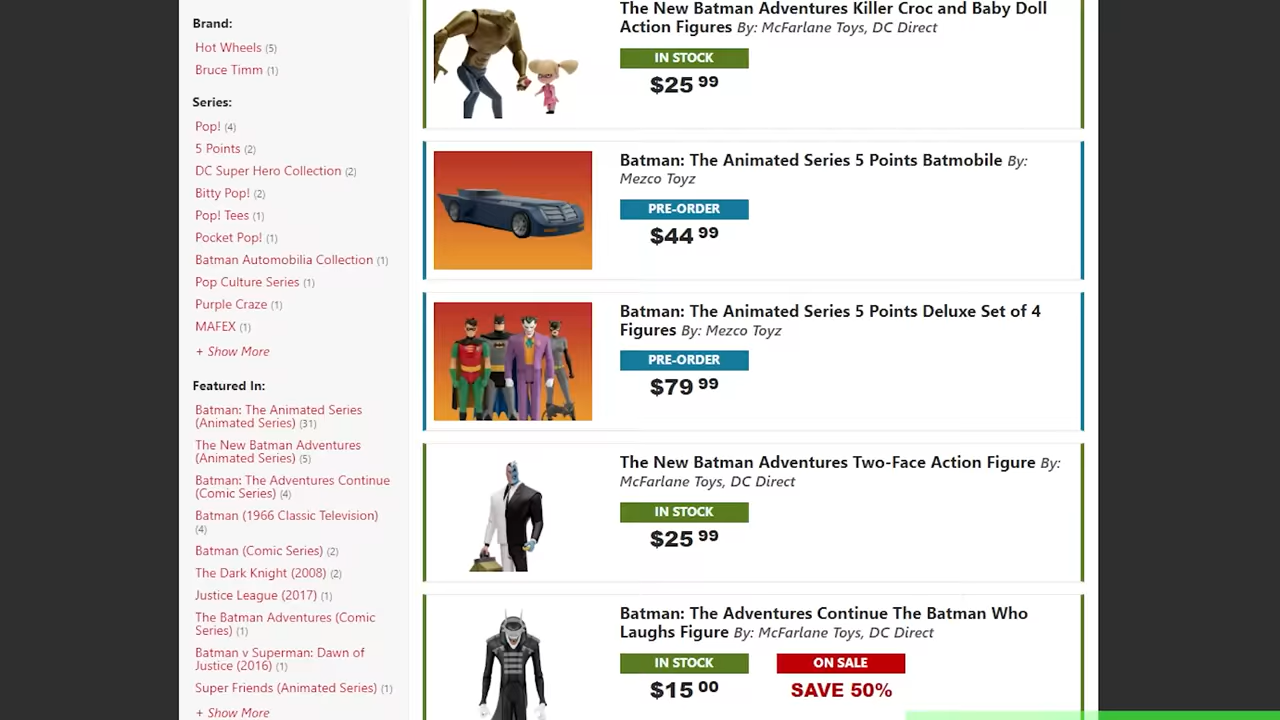 Brand:
Hot Wheels (5)
Bruce Timm (1)
Series:
Pop! (4)
5 Points (2)
DC Super Hero Collection (2)
Bitty Pop! (2)
Pop! Tees (1)
Pocket Pop! (1)
Batman Automobilia Collection (1)
Pop Culture Series (1)
Purple Craze (1)
MAFEX (1)
+ Show More
Featured In:
Batman: The Animated Series
(Animated Series) (31)
The New Batman Adventures
(Animated Series) (5)
Batman: The Adventures Continue
(Comic Series) (4)
Batman (1966 Classic Television)
(4)
Batman (Comic Series) (2)
The Dark Knight (2008) (2)
Justice League (2017) (1)
The Batman Adventures (Comic
Series) (1)
Batman v Superman: Dawn of
Justice (2016) (1)
Super Friends (Animated Series) (1)
+ Show More
The New Batman Adventures Killer Croc and Baby Doll
Action Figures By: McFarlane Toys, DC Direct
IN STOCK
$25 99
Batman: The Animated Series 5 Points Batmobile By:
Mezco Toyz
PRE-ORDER
$44 99
Batman: The Animated Series 5 Points Deluxe Set of 4
Figures By: Mezco Toyz
PRE-ORDER
$79 99
The New Batman Adventures Two-Face Action Figure By:
McFarlane Toys, DC Direct
IN STOCK
$25 99
Batman: The Adventures Continue The Batman Who
Laughs Figure By: McFarlane Toys, DC Direct
IN STOCK ON SALE
$15 00 SAVE 50%